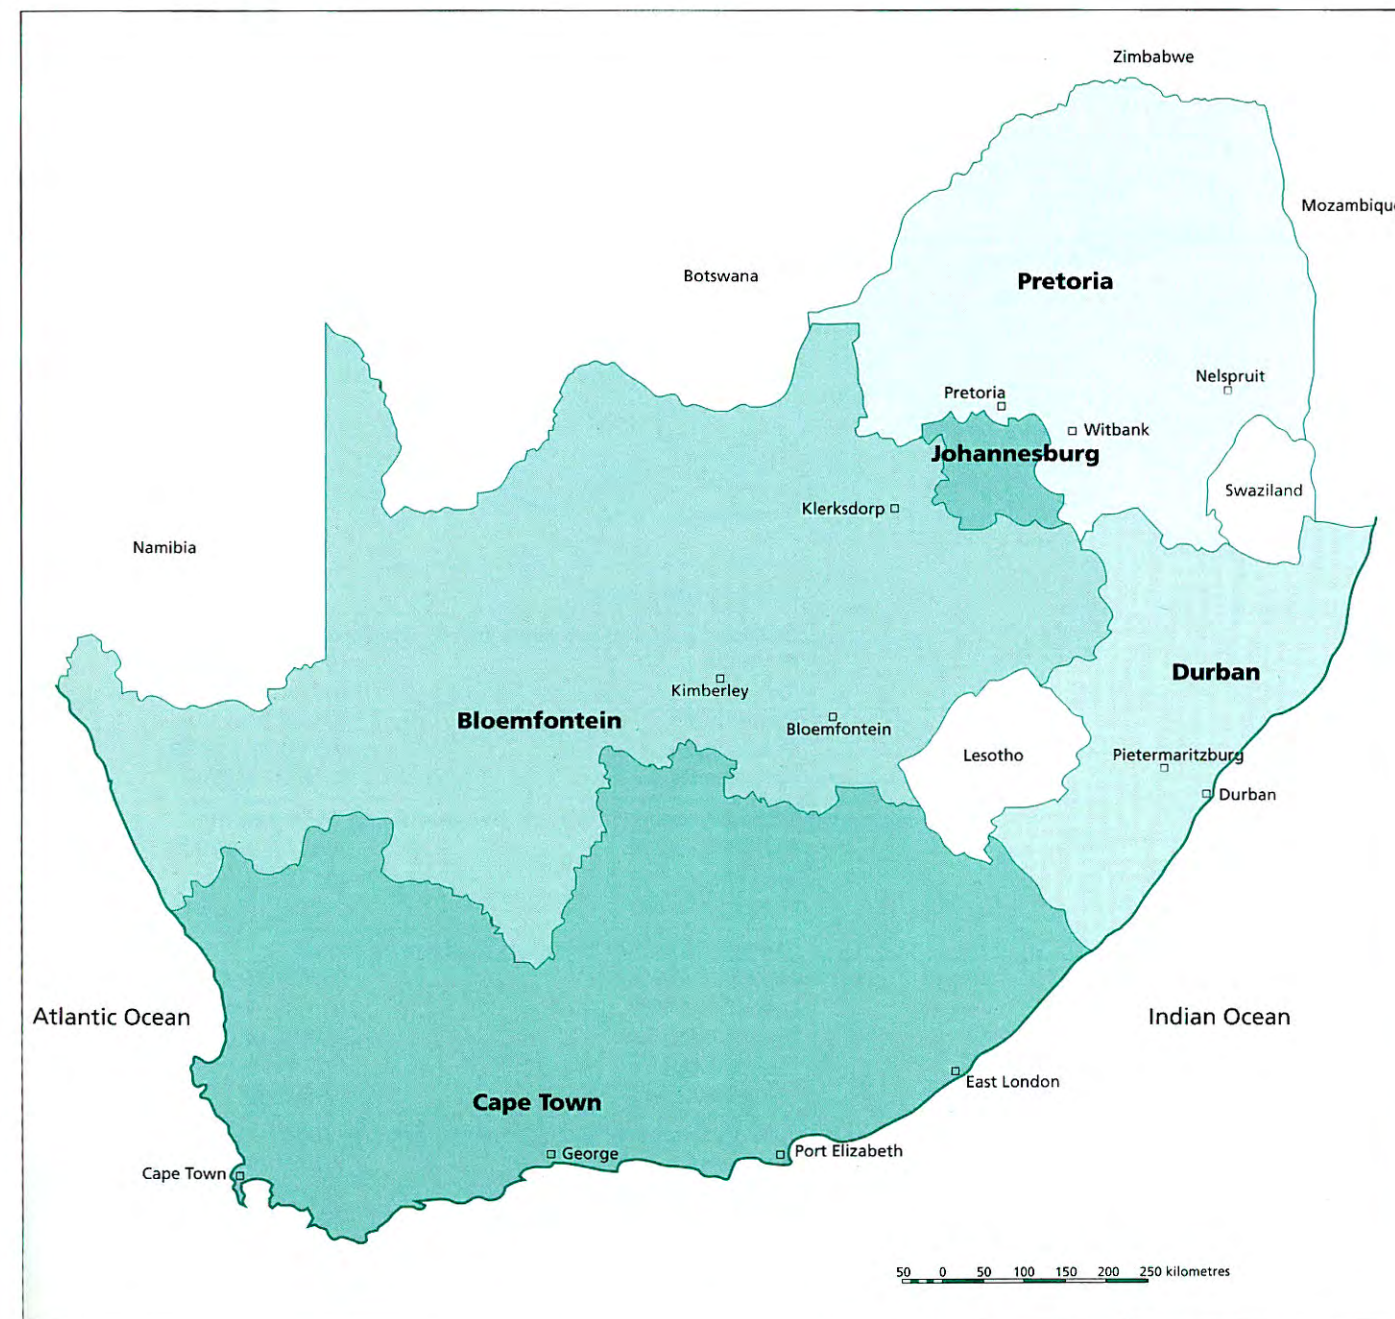 Zimbabwe
Mozambique
Botswana
Pretoria
Nelspruit
Pretoria
Witbank
Johannesburg
Swaziland
Klerksdorp
Namibia
Durban
Kimberley
Bloemfontein
Bloemfontein
Lesotho
Pietermaritzburg
Durban
Atlantic Ocean
Indian Ocean
East London
Cape Town
George
Port Elizabeth
Cape Town
50 0 50 100 150 200 250 kilometres